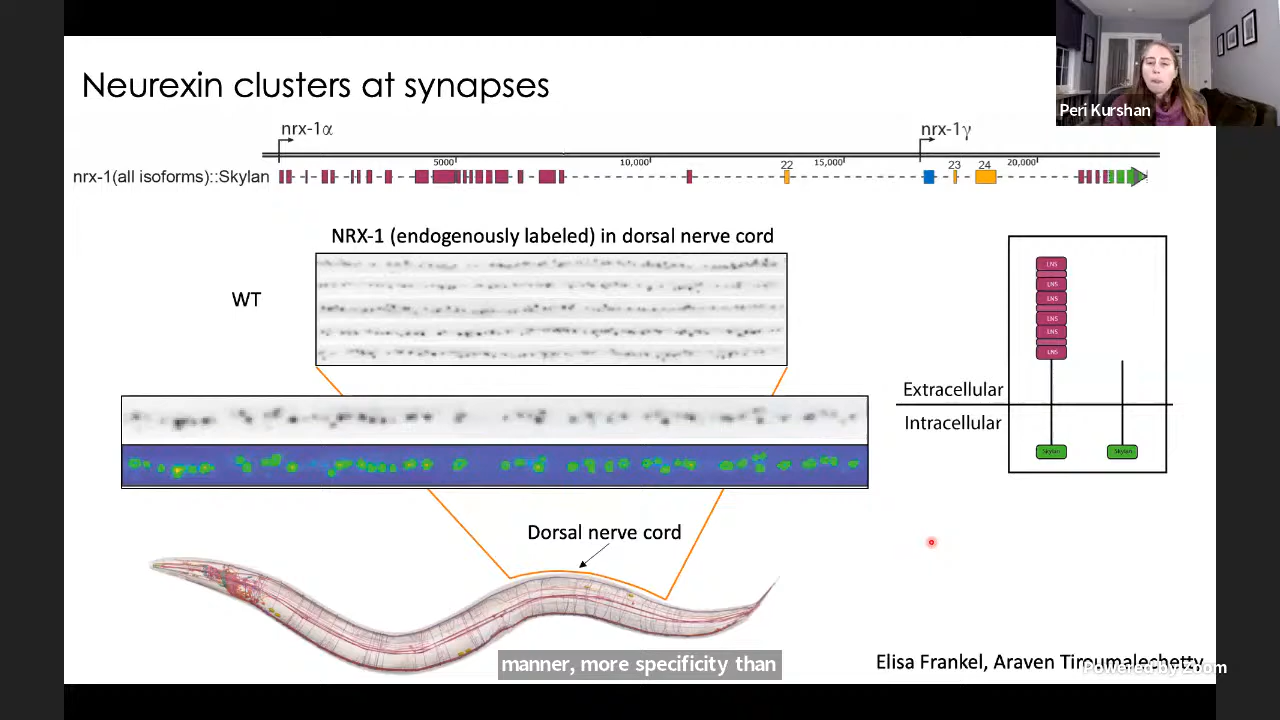 Neurexin clusters at synapses
Peri Kurshan
nrx-1α
nrx-1γ
5000
10,000
22
15,000
23
24
20,000
nrx-1(all isoforms)::Skylan
NRX-1 (endogenously labeled) in dorsal nerve cord
WT
LNS
LNS
LNS
LNS
LNS
LNS
Extracellular
Intracellular
Skylan
Skylan
Dorsal nerve cord
manner, more specificity than
Elisa Frankel, Araven Tiroumalechetty
Powered by Zoom